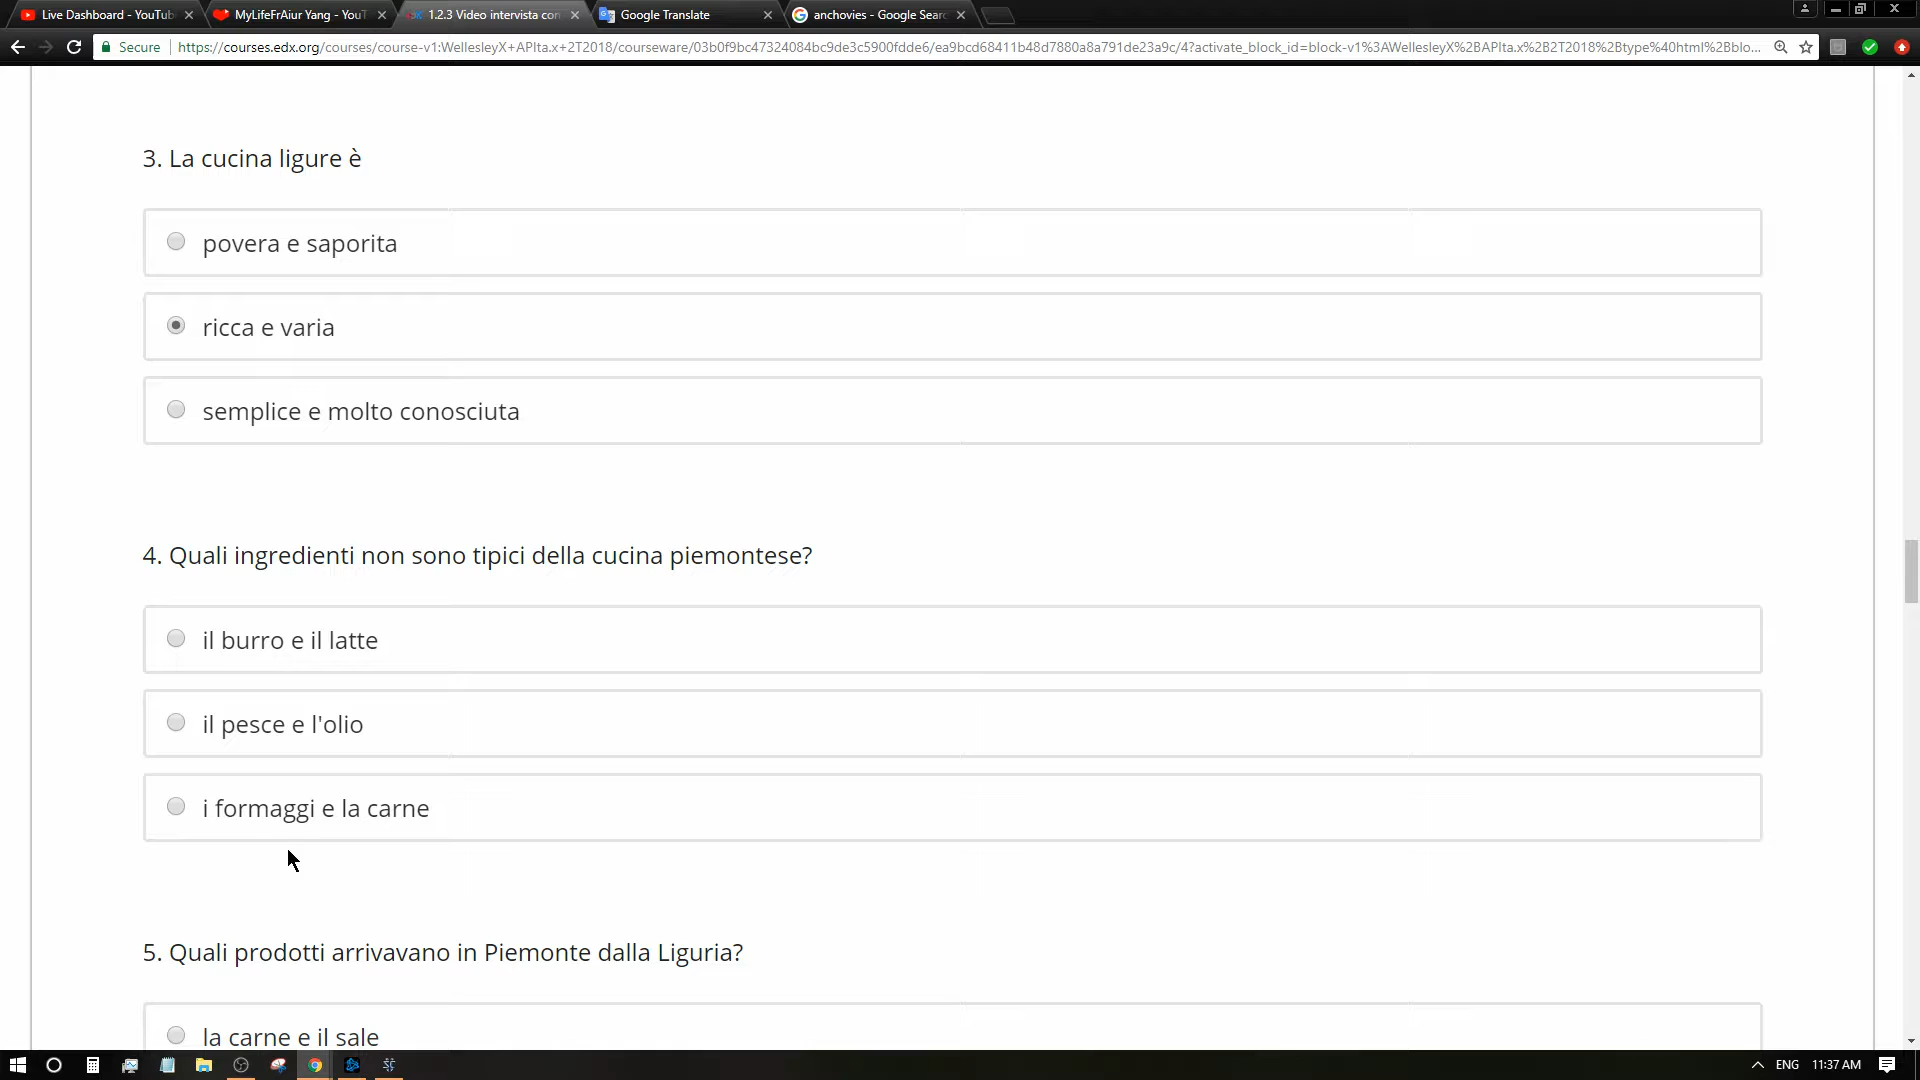 Live Dashboard - YouTub
MyLifeFrAiur Yang - YouT
1.2.3 Video intervista con
Google Translate
anchovies - Google Searc
Secure
https://courses.edx.org/courses/course-v1:WellesleyX+APIta.x+2T2018/courseware/03b0f9bc47324084bc9de3c5900fdde6/ea9bcd68411b48d7880a8a791de23a9c/4?activate_block_id=block-v1%3AWellesleyX%2BAPIta.x%2B2T2018%2Btype%40html%2Bblo...
3. La cucina ligure è
povera e saporita
ricca e varia
semplice e molto conosciuta
4. Quali ingredienti non sono tipici della cucina piemontese?
il burro e il latte
il pesce e l'olio
i formaggi e la carne
5. Quali prodotti arrivavano in Piemonte dalla Liguria?
la carne e il sale
ENG
11:37 AM